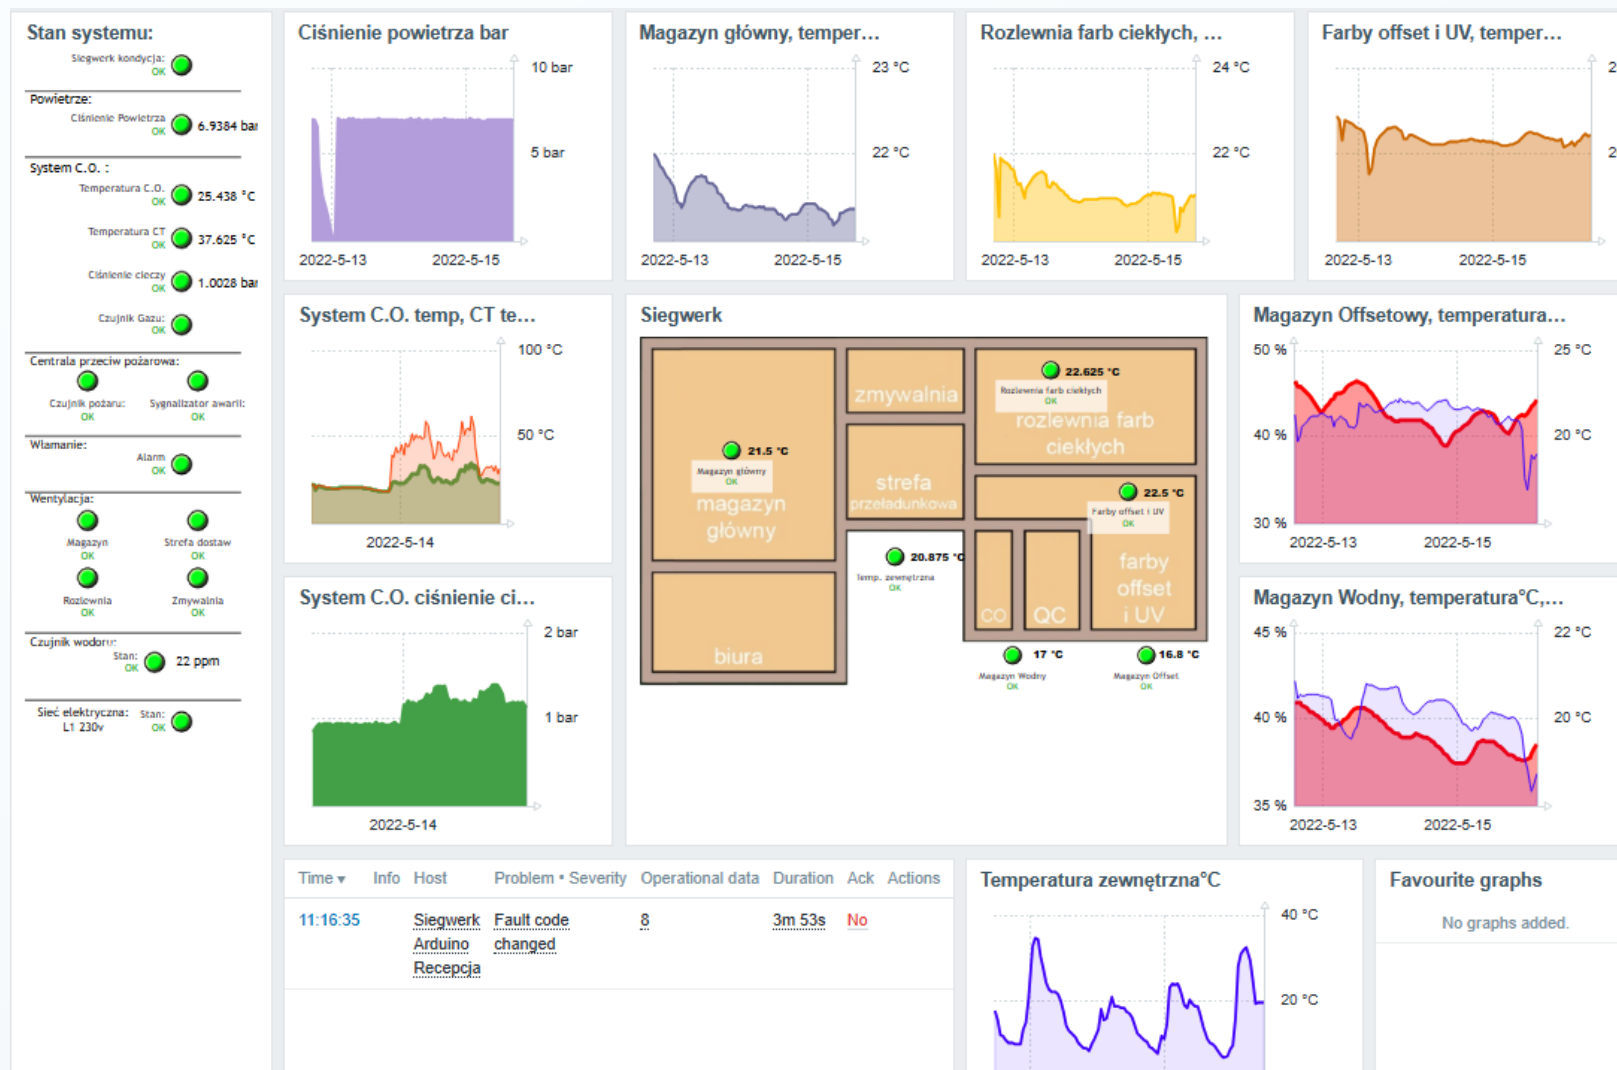 Stan systemu:
Siegwerk kondycja:
OK
Powietrze:
Ciśnienie Powietrza
OK
6.9384 bar
System C.O. :
Temperatura C.O.
OK
25.438 °C
Temperatura CT
OK
37.625 °C
Ciśnienie cieczy
OK
1.0028 bar
Czujnik Gazu:
OK
Centrala przeciw pożarowa:
Czujnik pożaru:
OK
Sygnalizator awarii:
OK
Włamanie:
Alarm
OK
Wentylacja:
Magazyn
OK
Strefa dostaw
OK
Rozlewnia
OK
Zmywalnia
OK
Czujnik wodoru:
Stan:
OK
22 ppm
Sieć elektryczna:
L1 230v
Stan:
OK
Ciśnienie powietrza bar
10 bar
5 bar
2022-5-13 2022-5-15
Magazyn główny, temper...
23 °C
22 °C
2022-5-13 2022-5-15
Rozlewnia farb ciekłych, ...
24 °C
22 °C
2022-5-13 2022-5-15
Farby offset i UV, temper...
2022-5-13 2022-5-15
System C.O. temp, CT te...
100 °C
50 °C
2022-5-14
Siegwerk
21.5 °C
Magazyn główny
OK
magazyn
główny
biura
zmywalnia
strefa
przeładunkowa
22.625 °C
Rozlewnia farb ciekłych
OK
rozlewnia farb
ciekłych
22.5 °C
Farby offset i UV
OK
farby
offset
i UV
20.875 °C
Temp. zewnętrzna
OK
CO
QC
17 °C
Magazyn Wodny
OK
16.8 °C
Magazyn Offset
OK
Magazyn Offsetowy, temperatura...
50 % 25 °C
40 % 20 °C
30 %
2022-5-13 2022-5-15
System C.O. ciśnienie ci...
2 bar
1 bar
2022-5-14
Magazyn Wodny, temperatura°C,...
45 % 22 °C
40 % 20 °C
35 %
2022-5-13 2022-5-15
Time ▼ Info Host Problem • Severity Operational data Duration Ack Actions
11:16:35 Siegwerk Fault code 8 3m 53s No
Arduino changed
Recepcja
Temperatura zewnętrzna°C
40 °C
20 °C
Favourite graphs
No graphs added.